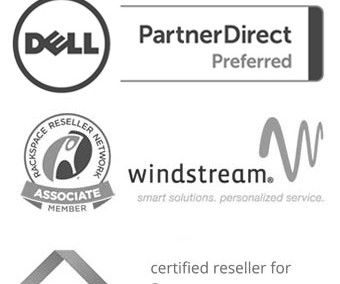 DELL
PartnerDirect
Preferred
RACKSPACE RESELLER NETWORK
ASSOCIATE
MEMBER
windstream®
smart solutions. personalized service.
certified reseller for